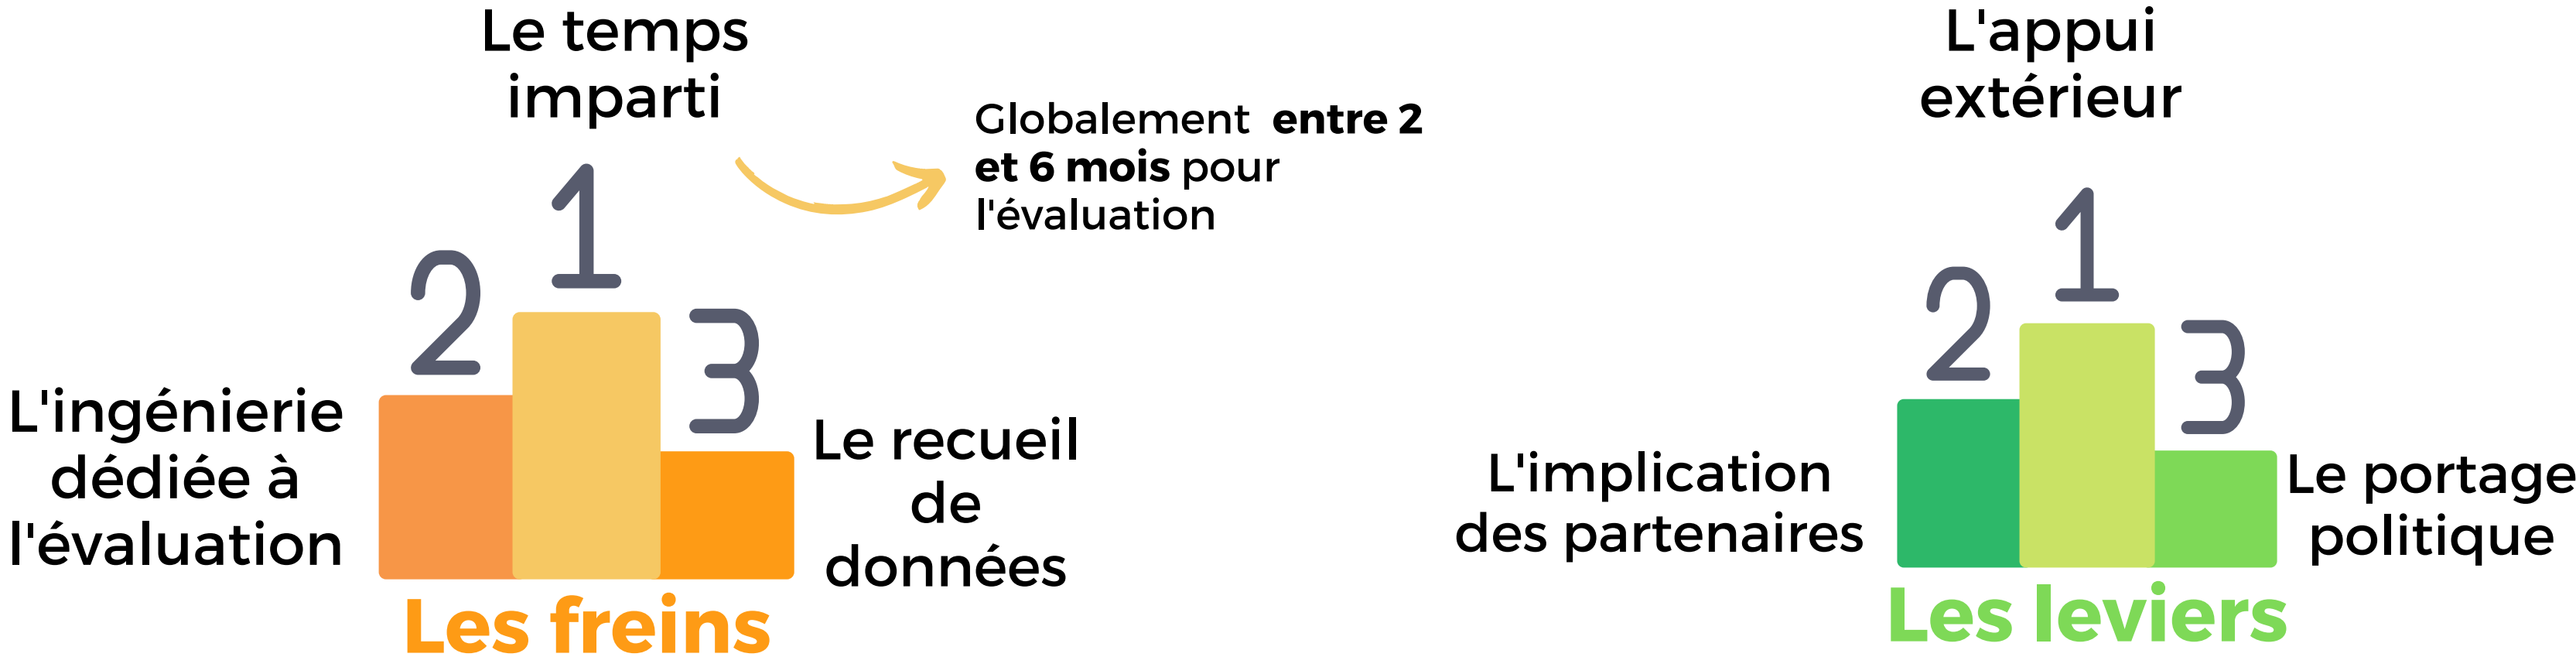 Le temps
imparti
Globalement entre 2
et 6 mois pour
l'évaluation
1
2
3
L'ingénierie
dédiée à
l'évaluation
Le recueil
de
données
Les freins
L'appui
extérieur
1
2
3
L'implication
des partenaires
Le portage
politique
Les leviers